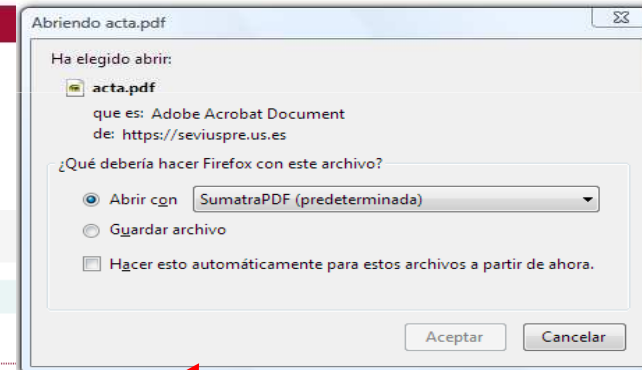 Abriendo acta.pdf
Ha elegido abrir:
acta.pdf
que es: Adobe Acrobat Document
de: https://seviuspre.us.es
¿Qué debería hacer Firefox con este archivo?
Abrir con SumatraPDF (predeterminada)
Guardar archivo
Hacer esto automáticamente para estos archivos a partir de ahora.
Aceptar Cancelar